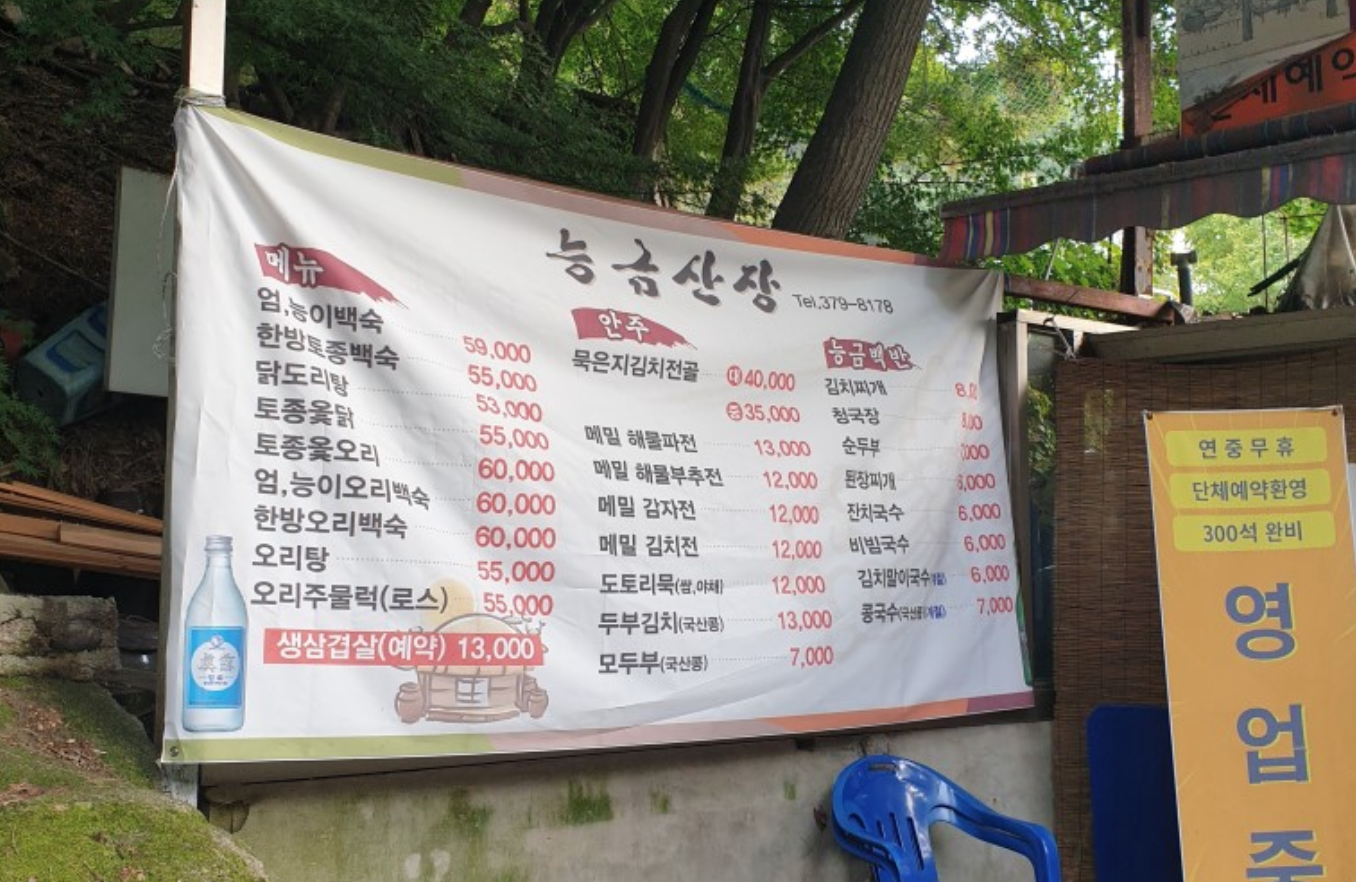 능금산장
Tel.379-8178
메뉴
엄,능이백숙 59,000
한방토종백숙 55,000
닭도리탕 53,000
토종옻닭 55,000
토종옻오리 60,000
엄,능이오리백숙 60,000
한방오리백숙 60,000
오리탕 55,000
오리주물럭(로스) 55,000
생삼겹살(예약) 13,000
안주
묵은지김치전골 대 40,000
중 35,000
메밀 해물파전 13,000
메밀 해물부추전 12,000
메밀 감자전 12,000
메밀 김치전 12,000
도토리묵(쌈,야채) 12,000
두부김치(국산콩) 13,000
모두부(국산콩) 7,000
능금백반
김치찌개
청국장
순두부
된장찌개
잔치국수 6,000
비빔국수 6,000
김치말이국수(계절) 6,000
콩국수(국산콩)(계절) 7,000
연중무휴
단체예약환영
300석 완비
영
업
중